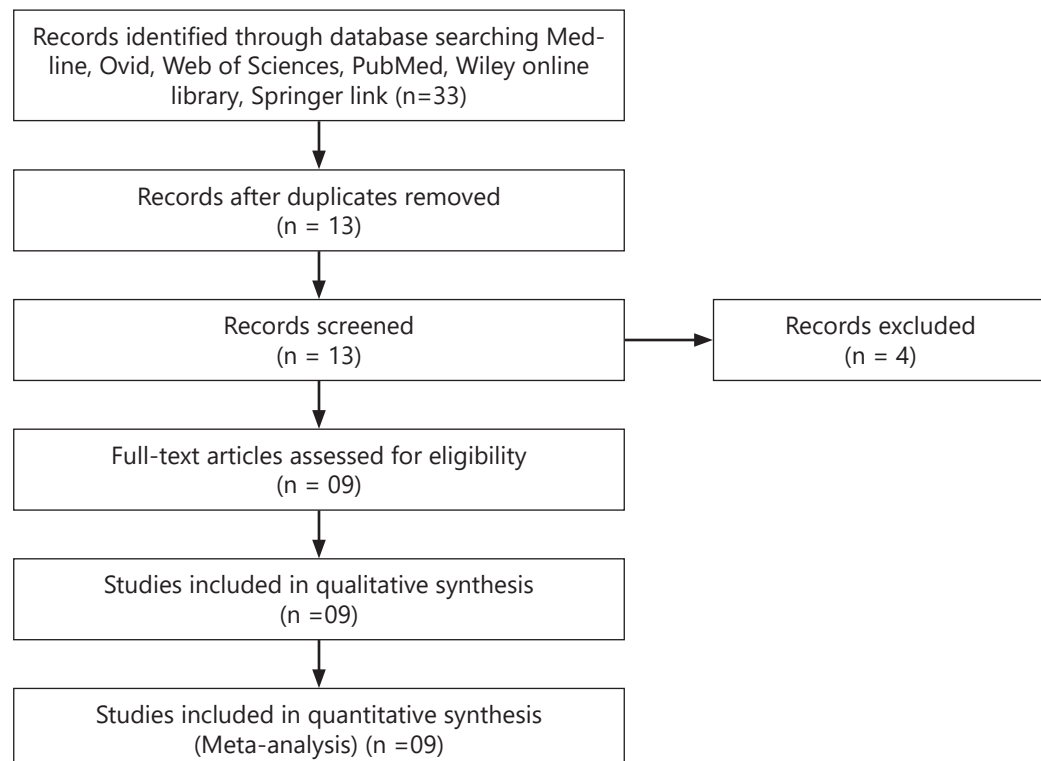 Records identified through database searching Med-
line, Ovid, Web of Sciences, PubMed, Wiley online
library, Springer link (n=33)
Records after duplicates removed
(n = 13)
Records screened
(n = 13)
Records excluded
(n = 4)
Full-text articles assessed for eligibility
(n = 09)
Studies included in qualitative synthesis
(n =09)
Studies included in quantitative synthesis
(Meta-analysis) (n =09)